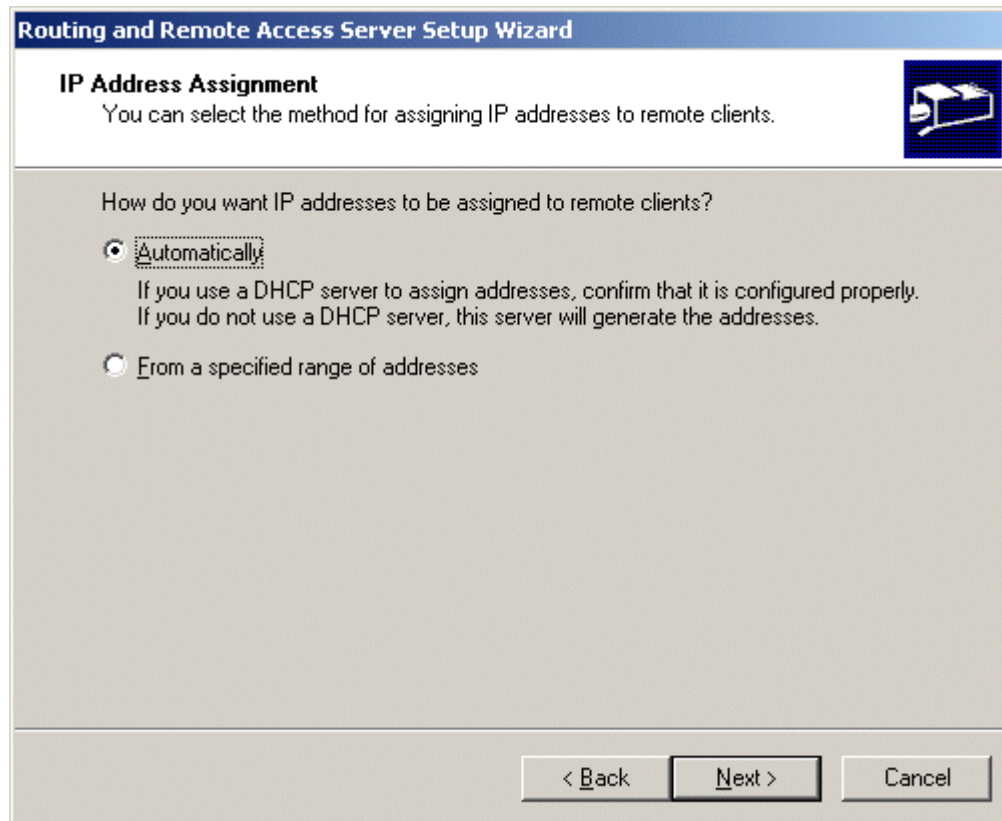 Routing and Remote Access Server Setup Wizard
IP Address Assignment
You can select the method for assigning IP addresses to remote clients.
How do you want IP addresses to be assigned to remote clients?
Automatically
If you use a DHCP server to assign addresses, confirm that it is configured properly.
If you do not use a DHCP server, this server will generate the addresses.
From a specified range of addresses
< Back Next > Cancel